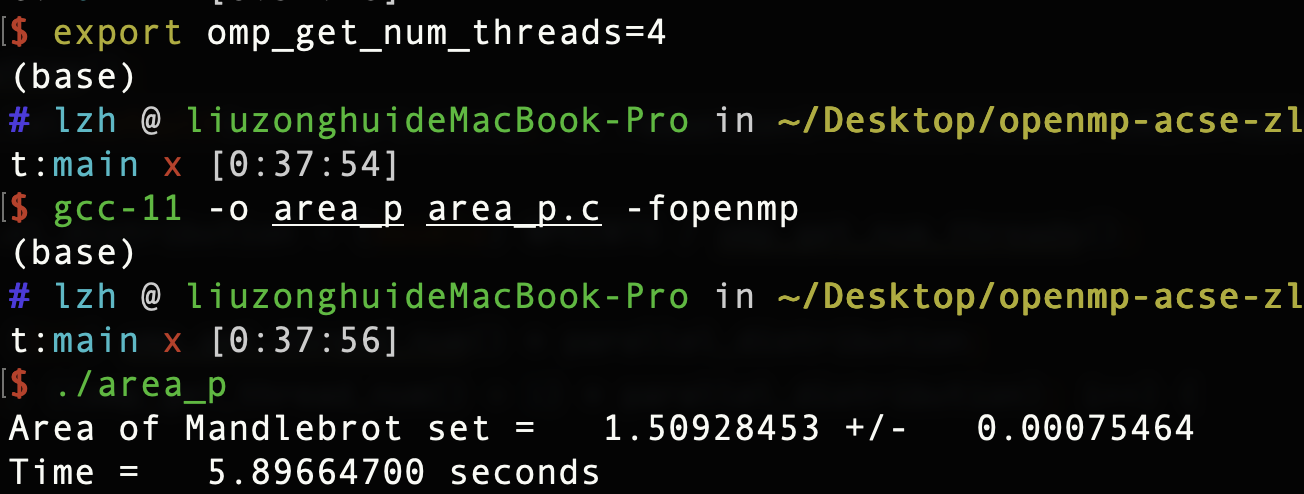 $ export omp_get_num_threads=4
(base)
# lzh @ liuzonghuideMacBook-Pro in ~/Desktop/openmp-acse-zl
t:main x [0:37:54]
$ gcc-11 -o area_p area_p.c -fopenmp
(base)
# lzh @ liuzonghuideMacBook-Pro in ~/Desktop/openmp-acse-zl
t:main x [0:37:56]
$ ./area_p
Area of Mandlebrot set =   1.50928453 +/-   0.00075464
Time =   5.89664700 seconds